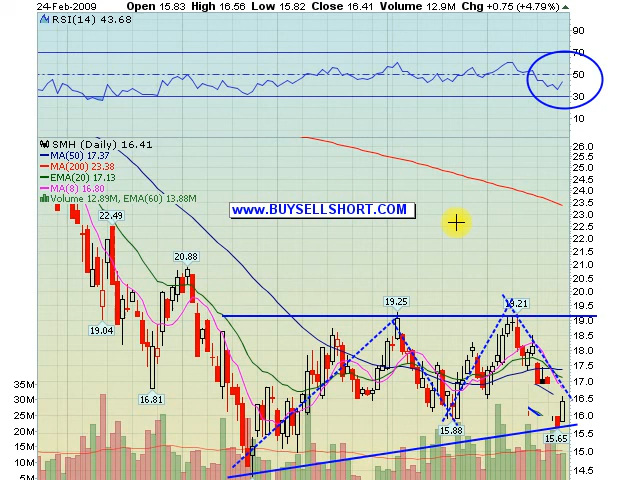 24-Feb-2009 Open 15.83 High 16.56 Low 15.82 Close 16.41 Volume 12.9M Chg +0.75 (+4.79%)
RSI(14) 43.68
90
70
50
30
10
SMH (Daily) 16.41
MA(50) 17.37
MA(200) 23.38
EMA(20) 17.13
MA(8) 16.80
Volume 12.89M, EMA(60) 13.88M
26.0
25.5
25.0
24.5
24.0
23.5
23.0
22.5
22.0
21.5
21.0
20.5
20.0
19.5
19.0
18.5
18.0
17.5
17.0
16.5
16.0
15.5
15.0
14.5
www.BUYSELLSHORT.COM
22.49
20.88
19.25
19.21
19.04
16.81
15.88
15.65
35M
30M
25M
20M
15M
10M
5M